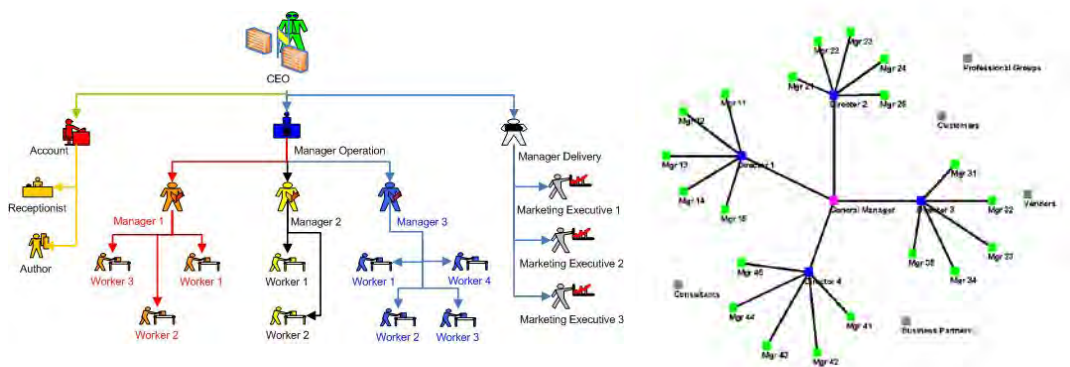 CEO
Account
Manager Operation
Manager Delivery
Receptionist
Author
Manager 1
Manager 2
Manager 3
Marketing Executive 1
Marketing Executive 2
Marketing Executive 3
Worker 3
Worker 1
Worker 2
Worker 1
Worker 2
Worker 1
Worker 4
Worker 2
Worker 3
Mgr 22
Mgr 23
Mgr 24
Mgr 21
Mgr 25
Director 2
Professional Groups
Mgr 11
Mgr 12
Mgr 13
Mgr 14
Mgr 15
Director 1
Customers
General Manager
Mgr 31
Director 3
Mgr 32
Mgr 33
Mgr 34
Mgr 35
Vendors
Mgr 45
Director 4
Consultants
Mgr 44
Mgr 43
Mgr 42
Mgr 41
Business Partners